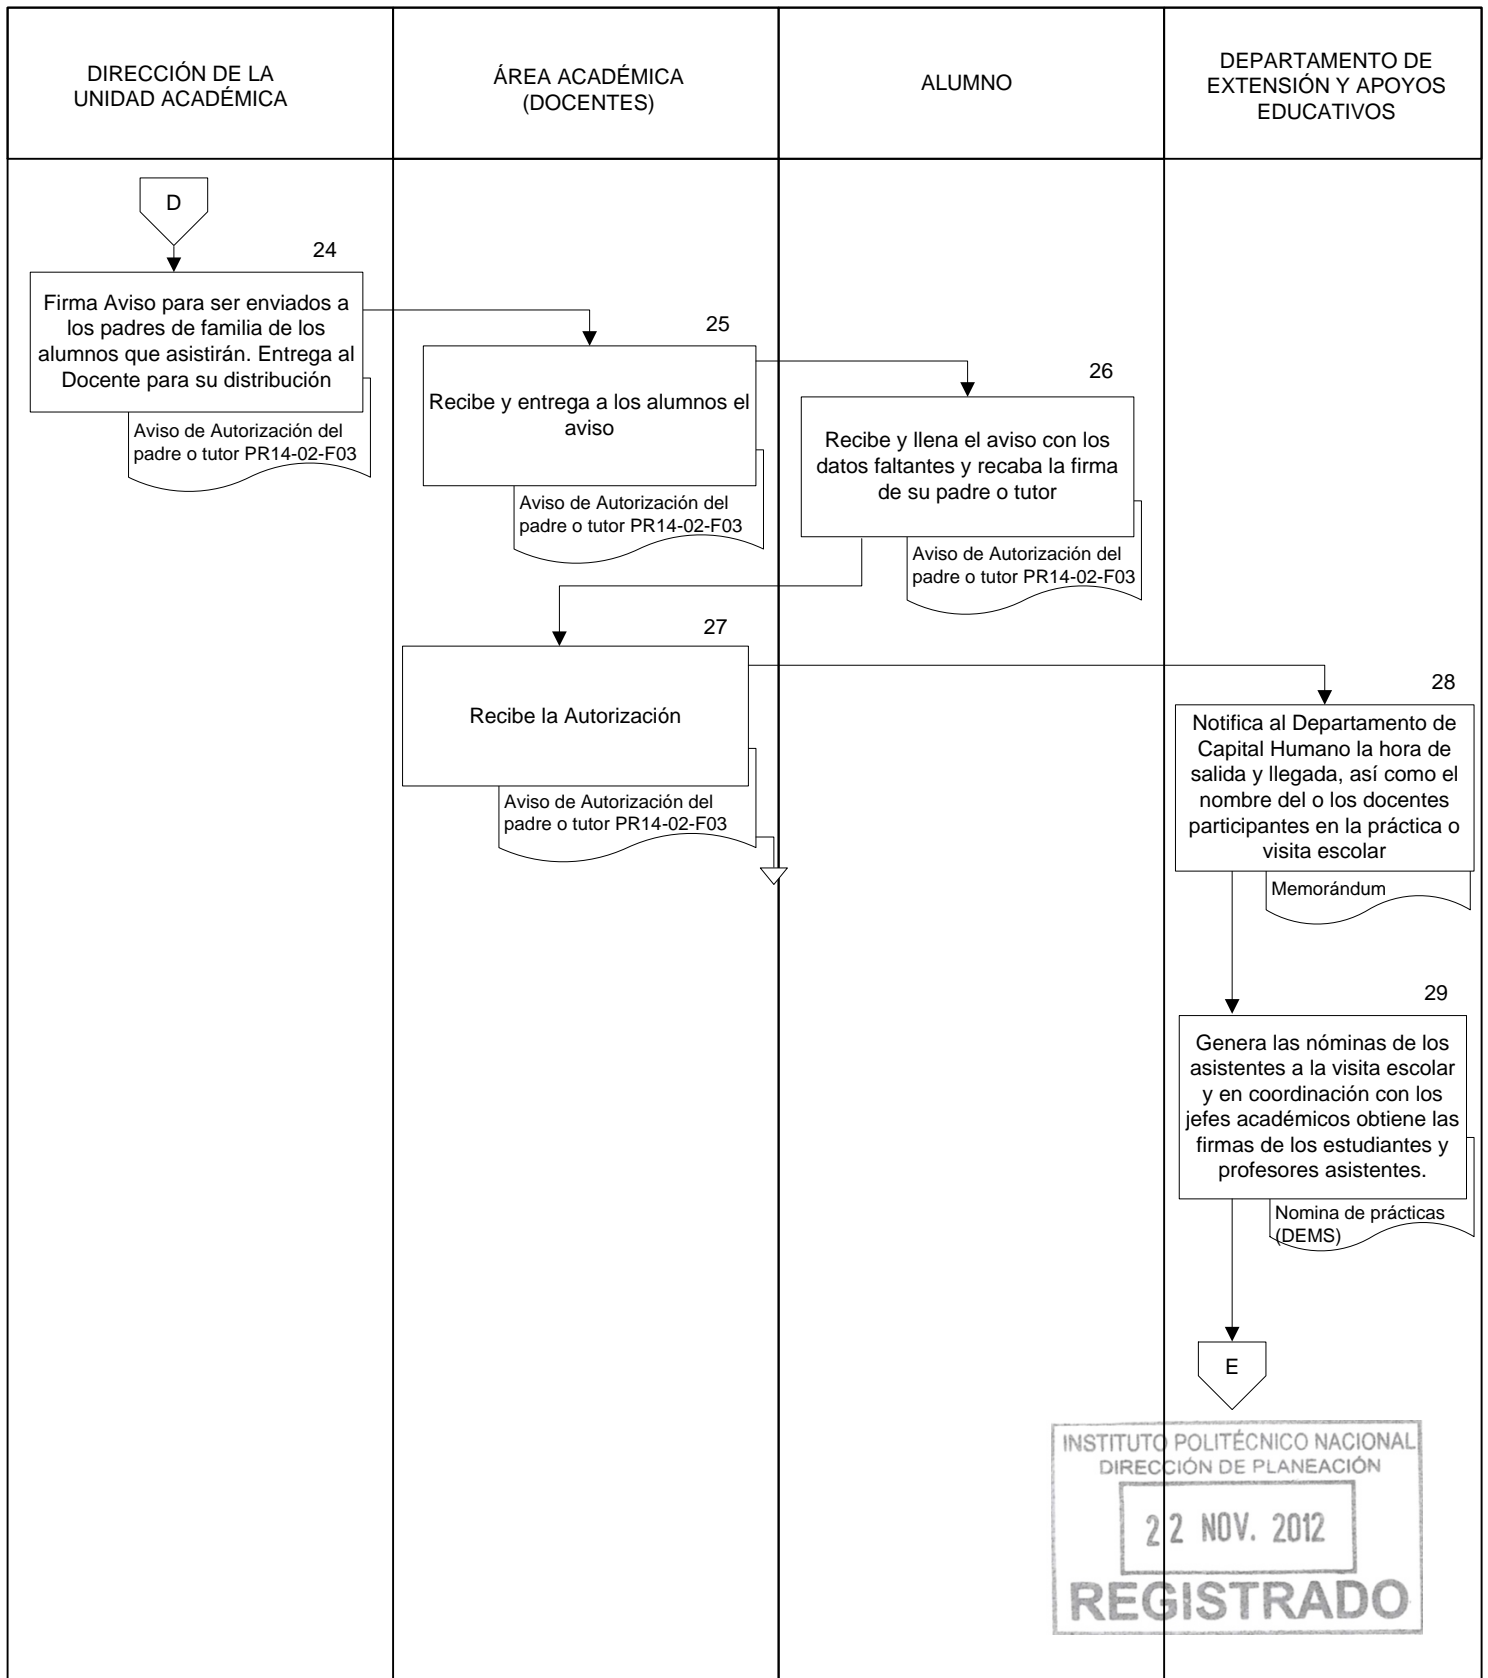 DIRECCIÓN DE LA
UNIDAD ACADÉMICA
ÁREA ACADÉMICA
(DOCENTES)
ALUMNO
DEPARTAMENTO DE
EXTENSIÓN Y APOYOS
EDUCATIVOS
D
24
Firma Aviso para ser enviados a
los padres de familia de los
alumnos que asistirán. Entrega al
Docente para su distribución
Aviso de Autorización del
padre o tutor PR14-02-F03
25
Recibe y entrega a los alumnos el
aviso
Aviso de Autorización del
padre o tutor PR14-02-F03
26
Recibe y llena el aviso con los
datos faltantes y recaba la firma
de su padre o tutor
Aviso de Autorización del
padre o tutor PR14-02-F03
27
Recibe la Autorización
Aviso de Autorización del
padre o tutor PR14-02-F03
28
Notifica al Departamento de
Capital Humano la hora de
salida y llegada, así como el
nombre del o los docentes
participantes en la práctica o
visita escolar
Memorándum
29
Genera las nóminas de los
asistentes a la visita escolar
y en coordinación con los
jefes académicos obtiene las
firmas de los estudiantes y
profesores asistentes.
Nomina de prácticas
(DEMS)
E
INSTITUTO POLITÉCNICO NACIONAL
DIRECCIÓN DE PLANEACIÓN
22 NOV. 2012
REGISTRADO